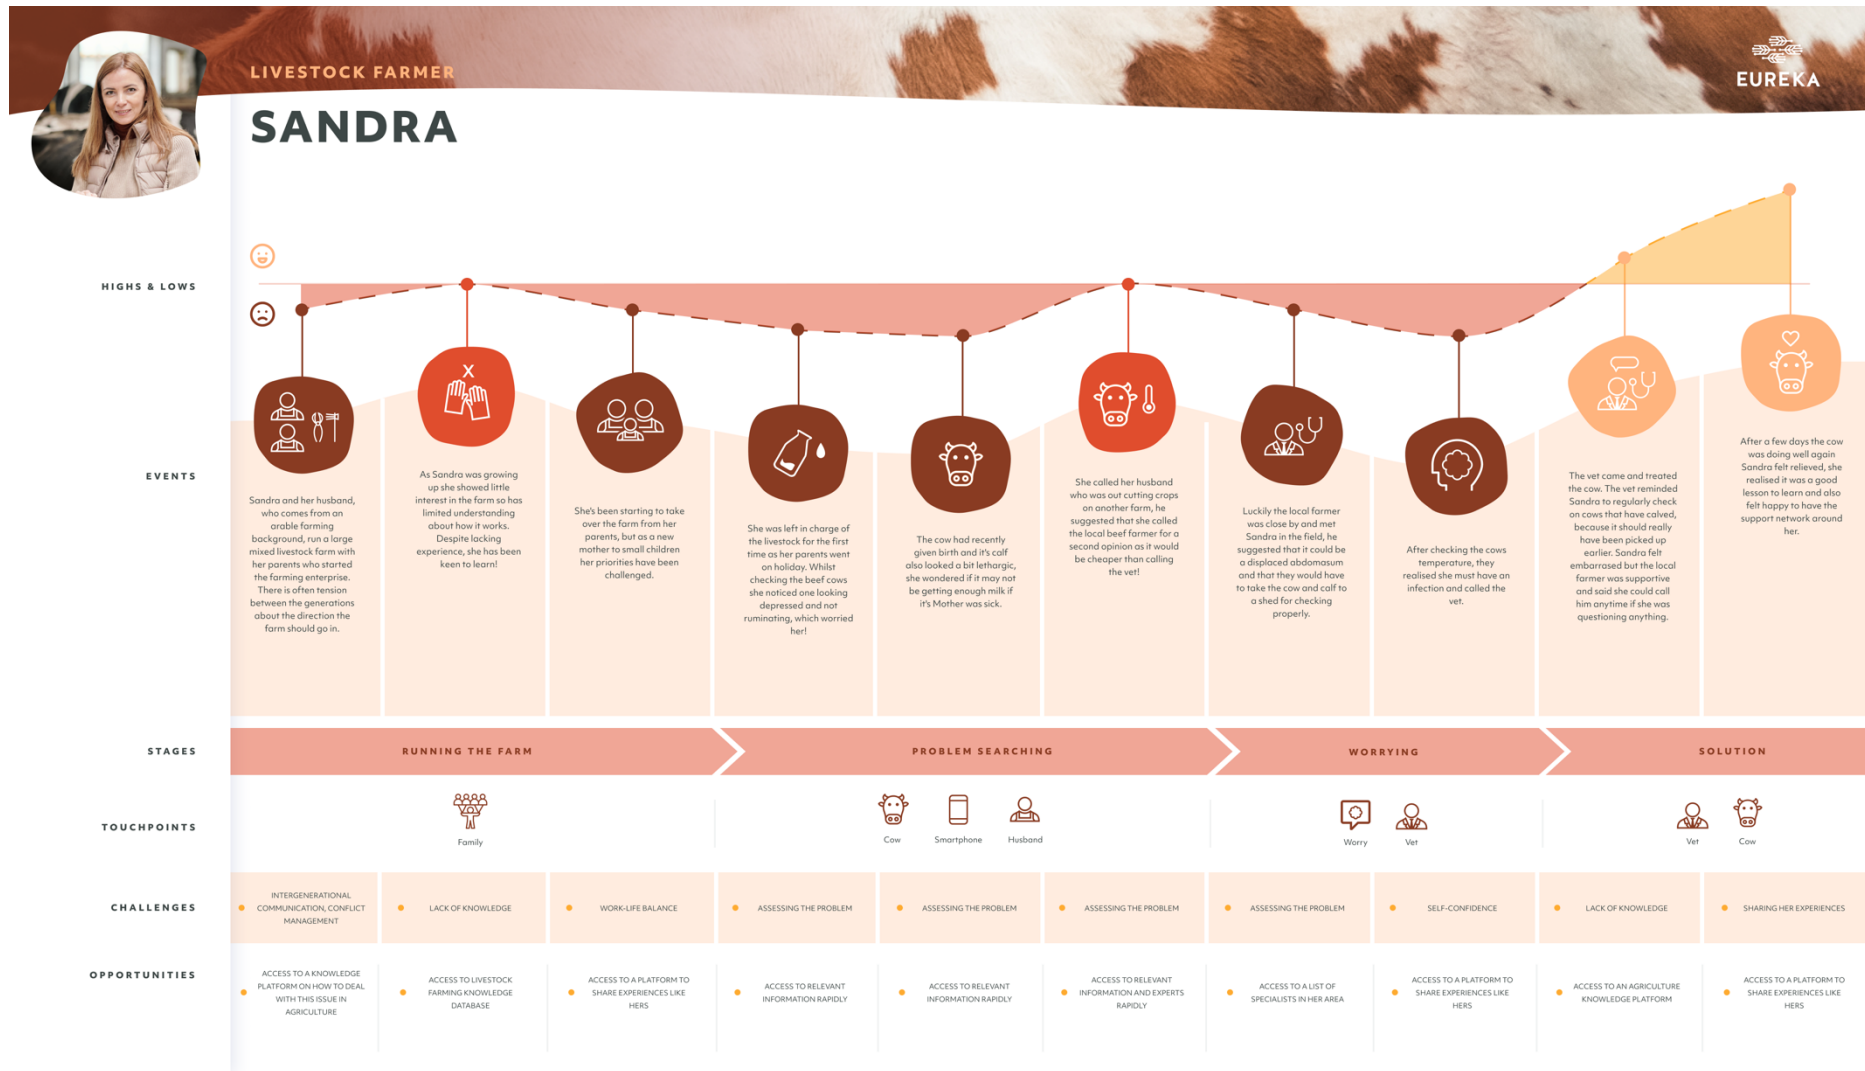 LIVESTOCK FARMER
SANDRA
EUREKA
HIGHS & LOWS
EVENTS
X
Sandra and her husband,
who comes from an
arable farming
background, run a large
mixed livestock farm with
her parents who started
the farming enterprise.
There is often tension
between the generations
about the direction the
farm should go in.
As Sandra was growing
up she showed little
interest in the farm so has
limited understanding
about how it works.
Despite lacking
experience, she has been
keen to learn!
She's been starting to take
over the farm from her
parents, but as a new
mother to small children
her priorities have been
challenged.
She was left in charge of
the livestock for the first
time as her parents went
on holiday. Whilst
checking the beef cows
she noticed one looking
depressed and not
ruminating, which worried
her!
The cow had recently
given birth and it's calf
also looked a bit lethargic,
she wondered if it may not
be getting enough milk if
it's Mother was sick.
She called her husband
who was out cutting crops
on another farm, he
suggested that she called
the local beef farmer for a
second opinion as it would
be cheaper than calling
the vet!
Luckily the local farmer
was close by and met
Sandra in the field, he
suggested that it could be
a displaced abdomasum
and that they would have
to take the cow and calf to
a shed for checking
properly.
After checking the cows
temperature, they
realised she must have an
infection and called the
vet.
The vet came and treated
the cow. The vet reminded
Sandra to regularly check
on cows that have calved,
because it should really
have been picked up
earlier. Sandra felt
embarrased but the local
farmer was supportive
and said she could call
him anytime if she was
questioning anything.
After a few days the cow
was doing well again
Sandra felt relieved, she
realised it was a good
lesson to learn and also
felt happy to have the
support network around
her.
STAGES
RUNNING THE FARM
PROBLEM SEARCHING
WORRYING
SOLUTION
TOUCHPOINTS
Family
Cow
Smartphone
Husband
Worry
Vet
Vet
Cow
CHALLENGES
INTERGENERATIONAL
COMMUNICATION, CONFLICT
MANAGEMENT
LACK OF KNOWLEDGE
WORK-LIFE BALANCE
ASSESSING THE PROBLEM
ASSESSING THE PROBLEM
ASSESSING THE PROBLEM
ASSESSING THE PROBLEM
SELF-CONFIDENCE
LACK OF KNOWLEDGE
SHARING HER EXPERIENCES
OPPORTUNITIES
ACCESS TO A KNOWLEDGE
PLATFORM ON HOW TO DEAL
WITH THIS ISSUE IN
AGRICULTURE
ACCESS TO LIVESTOCK
FARMING KNOWLEDGE
DATABASE
ACCESS TO A PLATFORM TO
SHARE EXPERIENCES LIKE
HERS
ACCESS TO RELEVANT
INFORMATION RAPIDLY
ACCESS TO RELEVANT
INFORMATION RAPIDLY
ACCESS TO RELEVANT
INFORMATION AND EXPERTS
RAPIDLY
ACCESS TO A LIST OF
SPECIALISTS IN HER AREA
ACCESS TO A PLATFORM TO
SHARE EXPERIENCES LIKE
HERS
ACCESS TO AN AGRICULTURE
KNOWLEDGE PLATFORM
ACCESS TO A PLATFORM TO
SHARE EXPERIENCES LIKE
HERS